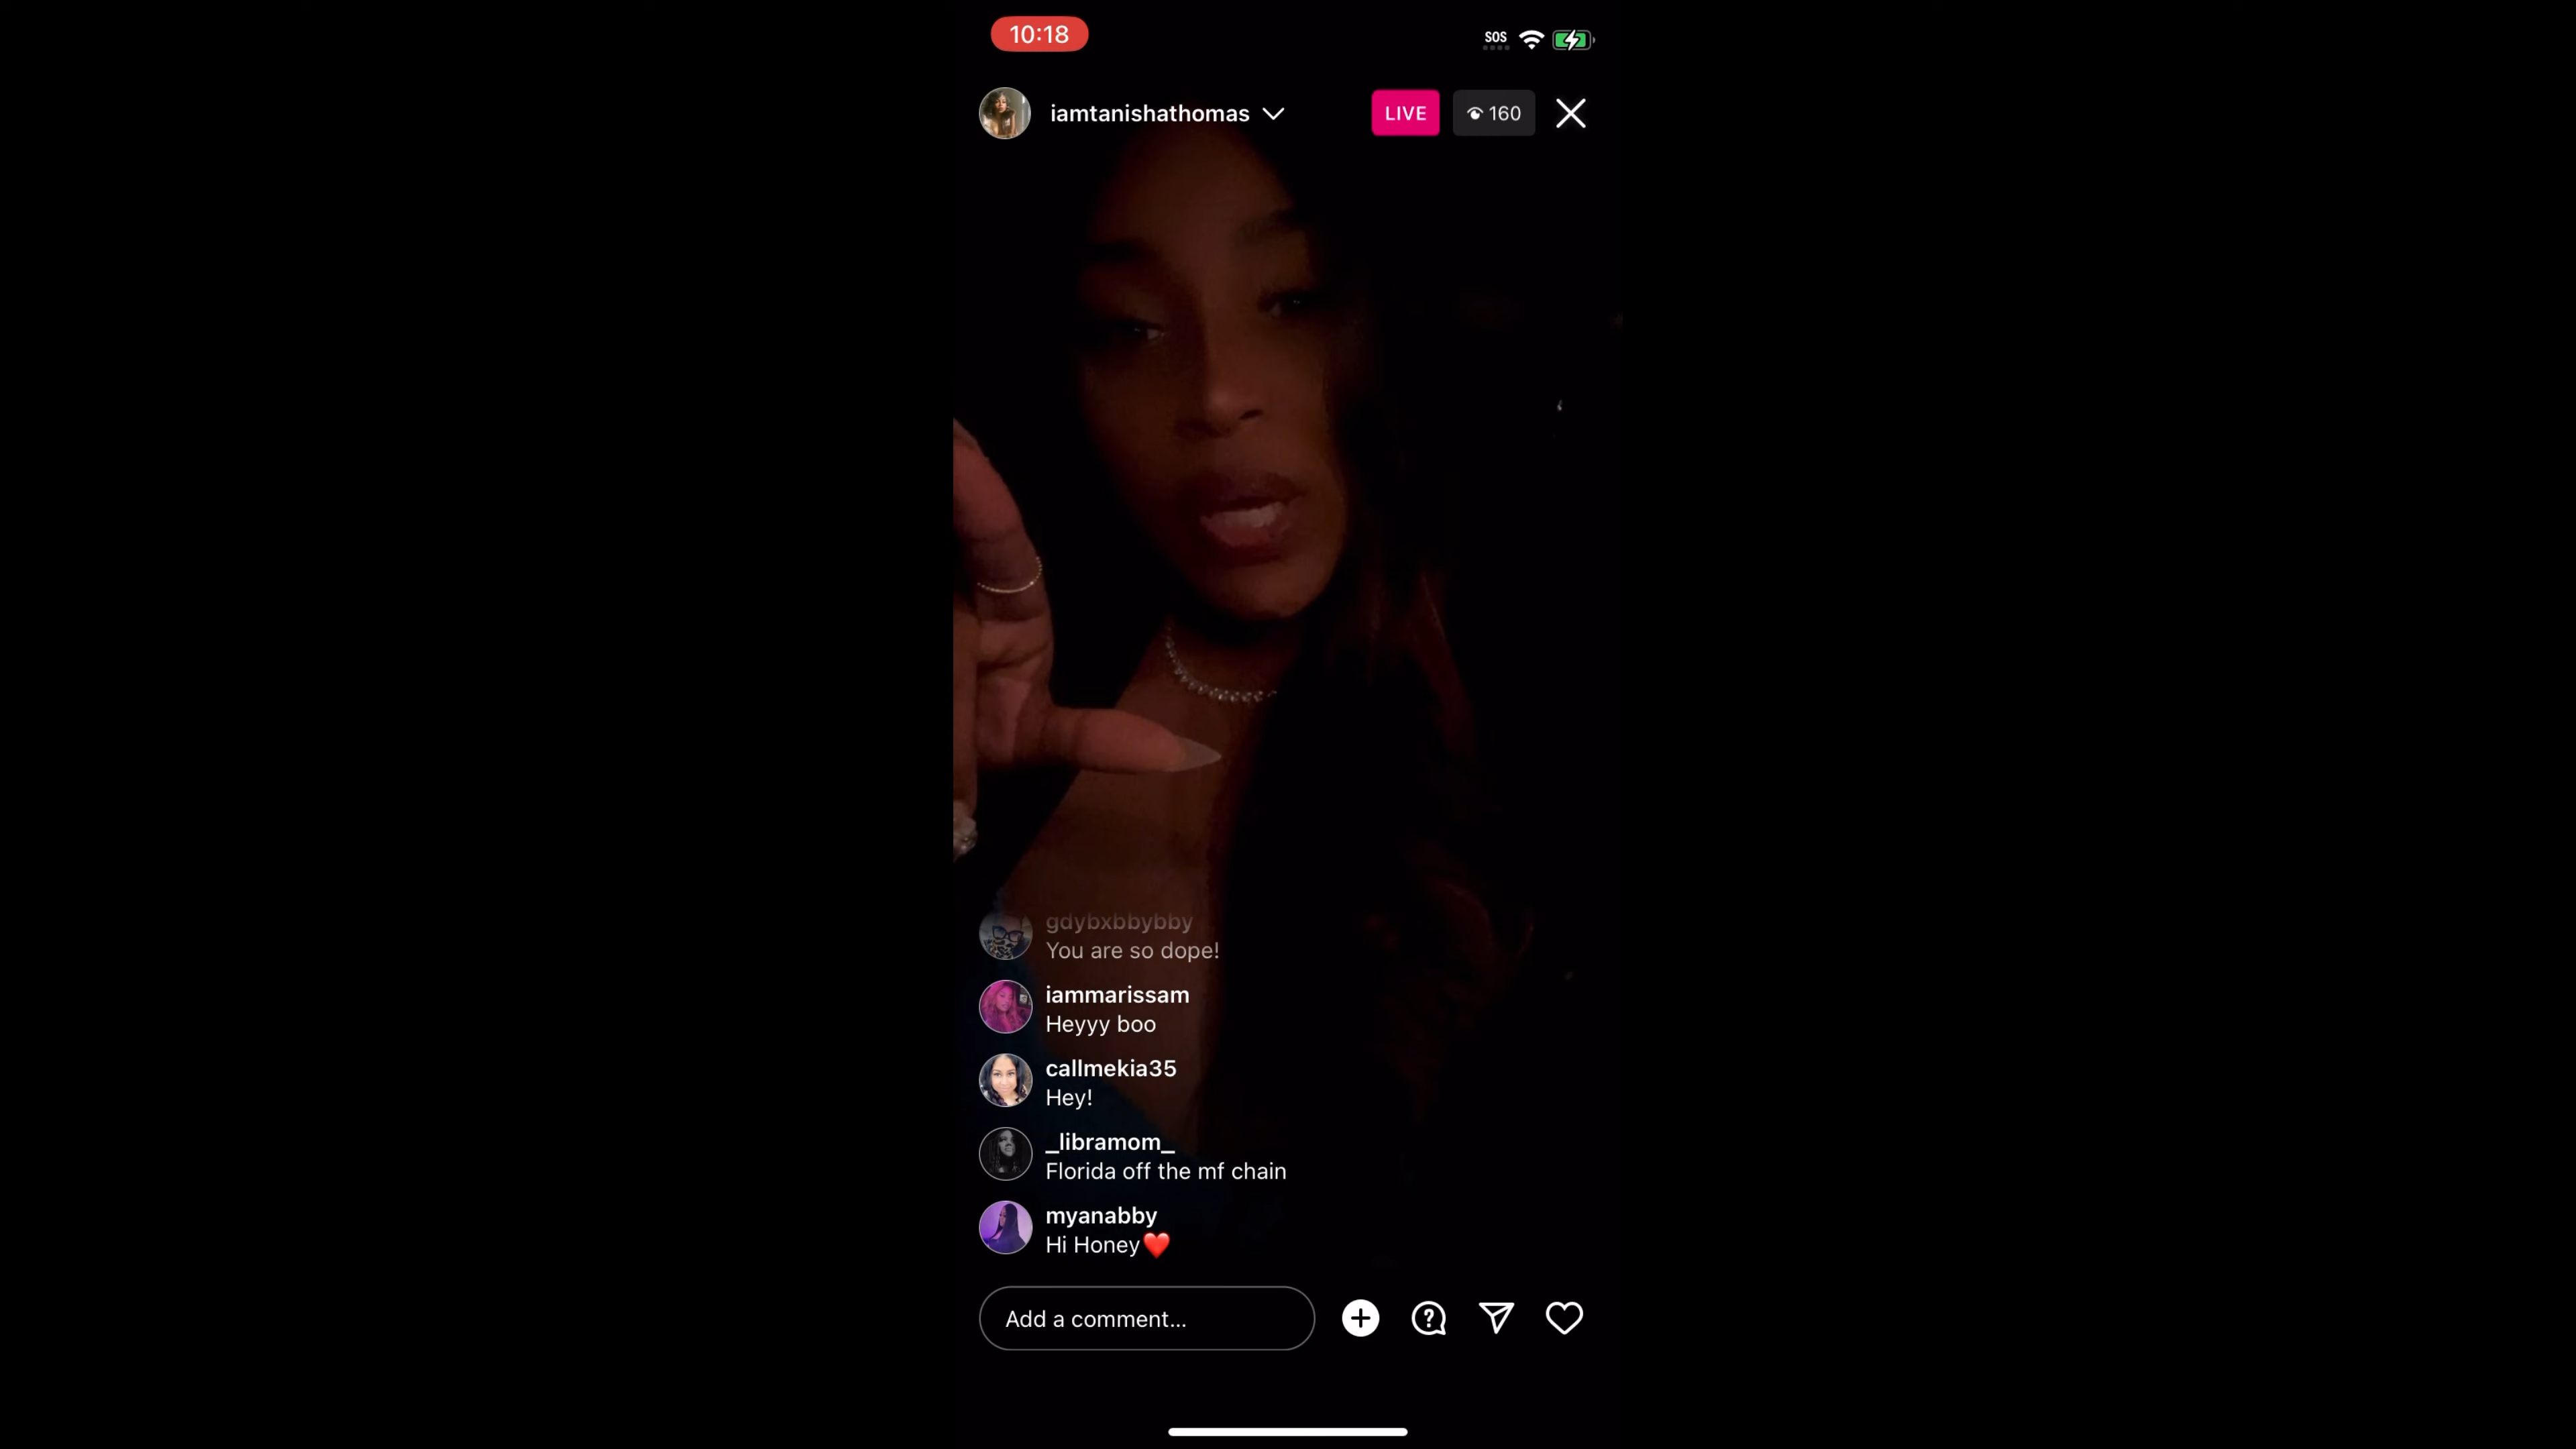 10:18
SOS
iamtanishathomas
LIVE
160
gdybxbbybby
You are so dope!
iammarissam
Heyyy boo
callmekia35
Hey!
_libramom_
Florida off the mf chain
myanabby
Hi Honey❤️
Add a comment...